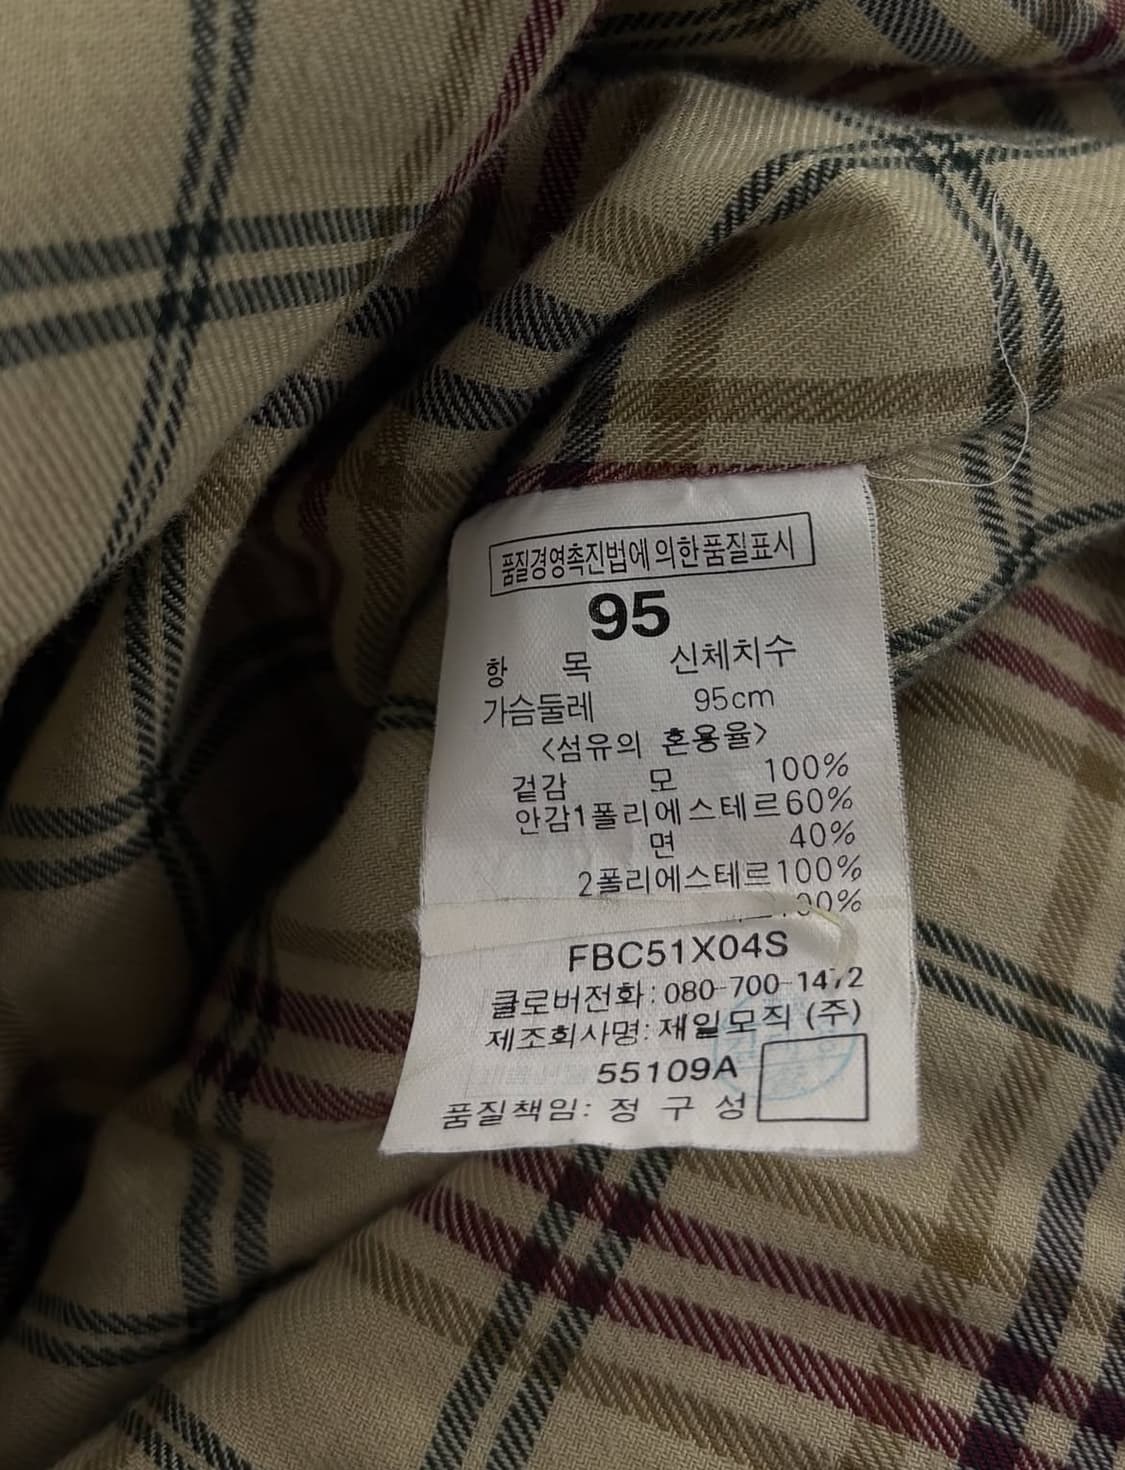 품질경영촉진법에 의한 품질표시
95
항 목 신체치수
가슴둘레 95cm
<섬유의 혼용율>
겉감 모 100%
안감1폴리에스테르60%
면 40%
2폴리에스테르100%
100%
FBC51X04S
클로버전화:080-700-1472
제조회사명: 제일모직 (주)
55109A
품질책임: 정 구 성